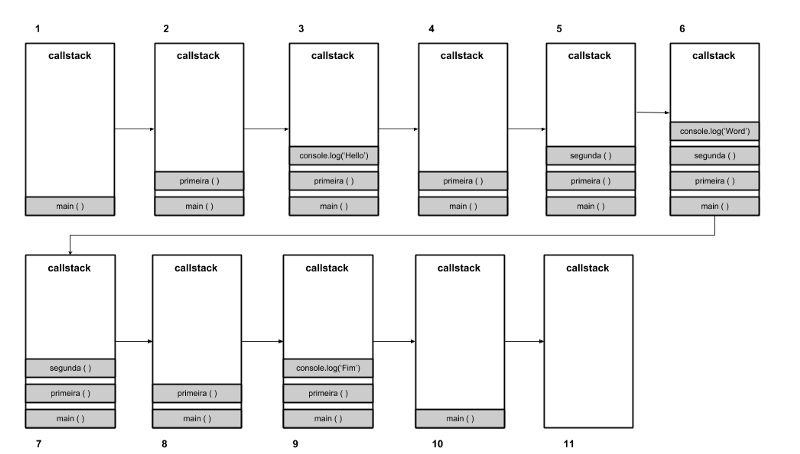 1 2 3 4 5 6
callstack callstack callstack callstack callstack callstack
console.log('Word')
console.log('Hello') segunda ( ) segunda ( )
primeira ( ) primeira ( ) primeira ( ) primeira ( ) primeira ( )
main ( ) main ( ) main ( ) main ( ) main ( ) main ( )
callstack callstack callstack callstack callstack
segunda ( ) console.log('Fim')
primeira ( ) primeira ( ) primeira ( )
main ( ) main ( ) main ( ) main ( )
7 8 9 10 11